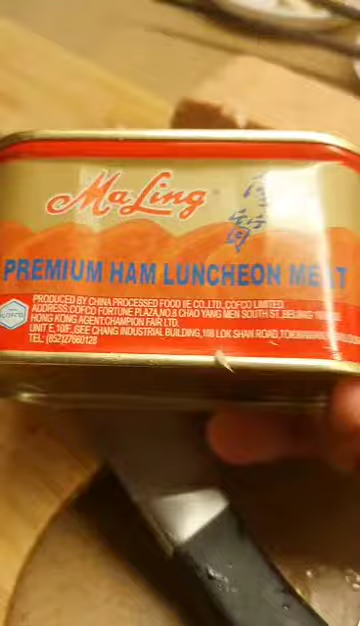 MaLing
PREMIUM HAM LUNCHEON MEAT
PRODUCED BY:CHINA PROCESSED FOOD IE CO.,LTD.,COFCO LIMITED
ADDRESS:COFCO FORTUNE PLAZA,NO.8 CHAO YANG MEN SOUTH ST.,BEIJING
HONG KONG AGENT:CHAMPION FAIR LTD.
UNIT E,10/F.,GEE CHANG INDUSTRIAL BUILDING,108 LOK SHAN ROAD,
TEL: (852)27660128
COFCO